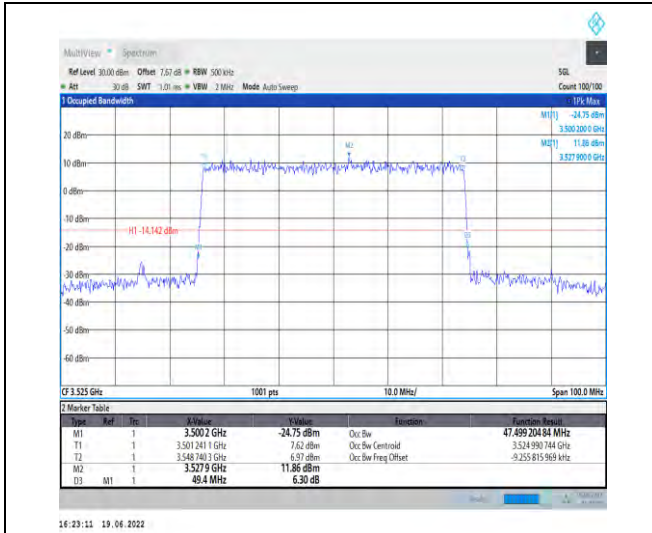 MultiView Spectrum
Ref Level 30.00 dBm Offset 7.67 dB RBW 500 kHz SGL
Att 30 dB SWT 1.01 ms VBW 2 MHz Mode Auto Sweep Count 100/100
1 Occupied Bandwidth 1Pk Max
M1[1] -24.75 dBm
3.500 200 0 GHz
M2[1] 11.86 dBm
3.527 900 0 GHz
M2
20 dBm
10 dBm
0 dBm
-10 dBm
H1 -14.142 dBm
-20 dBm
-30 dBm
-40 dBm
-50 dBm
-60 dBm
CF 3.525 GHz 1001 pts 10.0 MHz/ Span 100.0 MHz
2 Marker Table
Type Ref Trc X-Value Y-Value Function Function Result
M1 1 3.500 2 GHz -24.75 dBm Occ Bw 47.499 204 84 MHz
T1 1 3.501 241 1 GHz 7.62 dBm Occ Bw Centroid 3.524 990 744 GHz
T2 1 3.548 740 3 GHz 6.97 dBm Occ Bw Freq Offset -9.255 815 969 kHz
M2 1 3.527 9 GHz 11.86 dBm
D3 M1 1 49.4 MHz 6.30 dB
16:23:11 19.06.2022